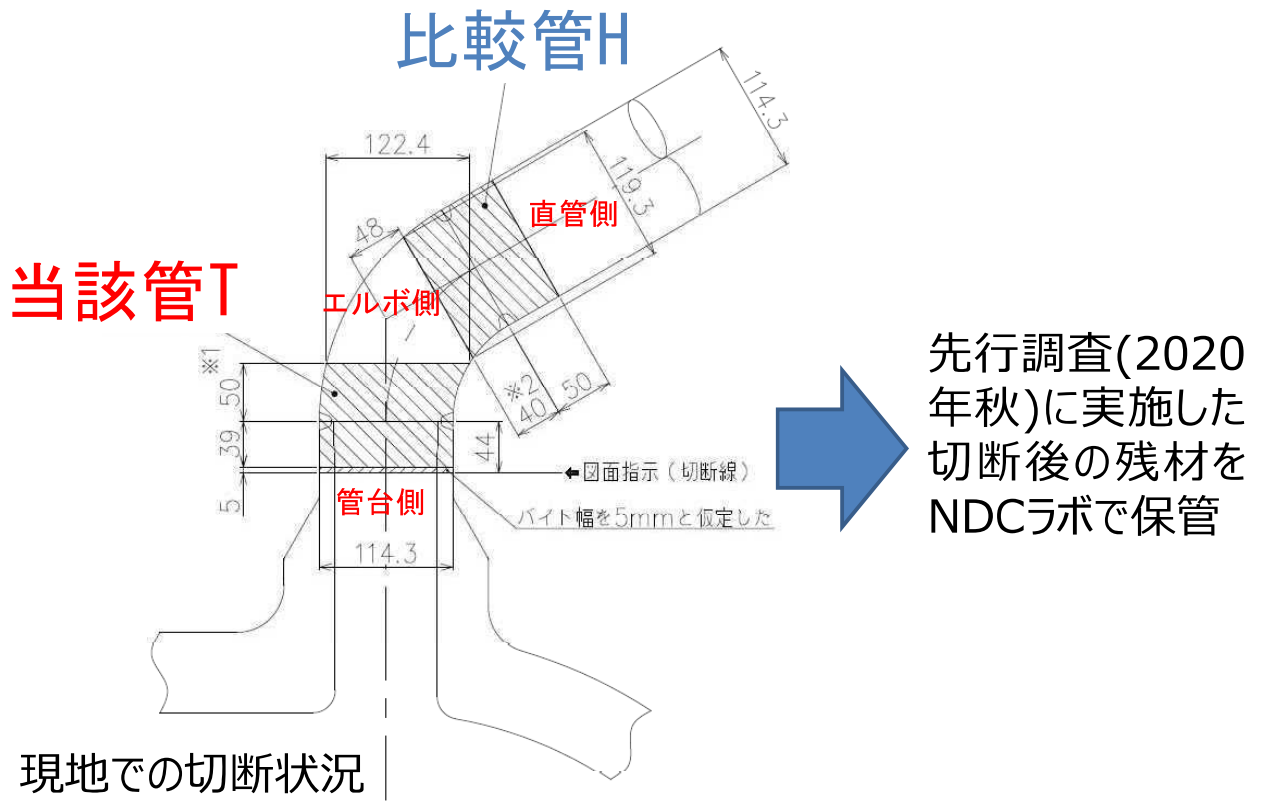 比較管H
114.3
122.4
119.3
直管側
48
当該管T
エルボ側
※1
50
※2
40
50
39
44
5
←図面指示(切断線)
管台側
バイト幅を5mmと仮定した
114.3
先行調査(2020
年秋)に実施した
切断後の残材を
NDCラボで保管
現地での切断状況